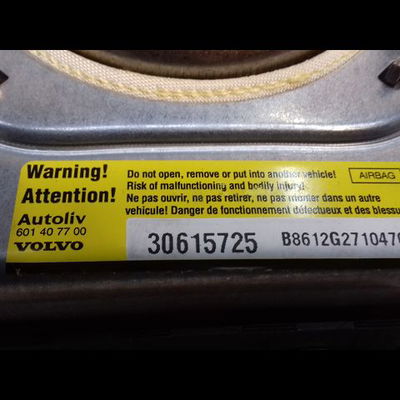 Warning!
Attention!
Do not open, remove or put into another vehicle!
Risk of malfunctioning and bodily injury!
Ne pas ouvrir, ne pas retirer, ne pas monter dans un autre
vehicule! Danger de fonctionnement défectueux et des blessu
AIRBAG
Autoliv
601 40 77 00
VOLVO
30615725
B8612G2710470